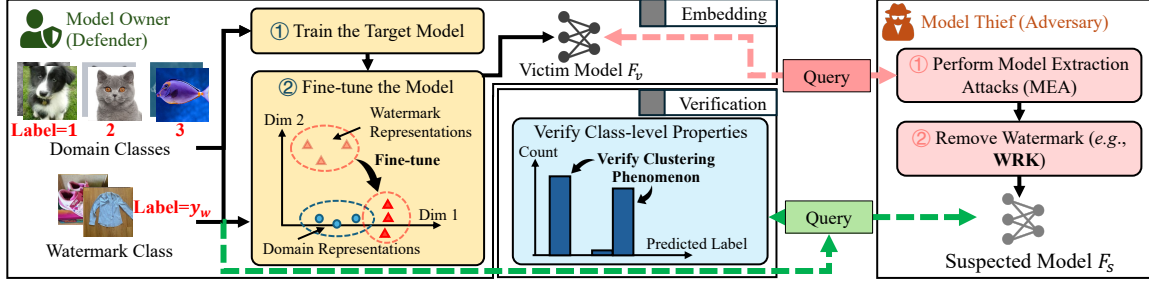 Model Owner
(Defender)
Label=1 2 3
Domain Classes
Label=y_w
Watermark Class
① Train the Target Model
② Fine-tune the Model
Dim 2
Watermark
Representations
Fine-tune
Dim 1
Domain Representations
Embedding
Victim Model F_v
Verification
Verify Class-level Properties
Count
Verify Clustering
Phenomenon
Predicted Label
Query
Query
Model Thief (Adversary)
① Perform Model Extraction
Attacks (MEA)
② Remove Watermark (e.g.,
WRK)
Suspected Model F_s